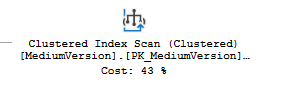 Clustered Index Scan (Clustered)
[MediumVersion].[PK_MediumVersion]…
Cost: 43 %